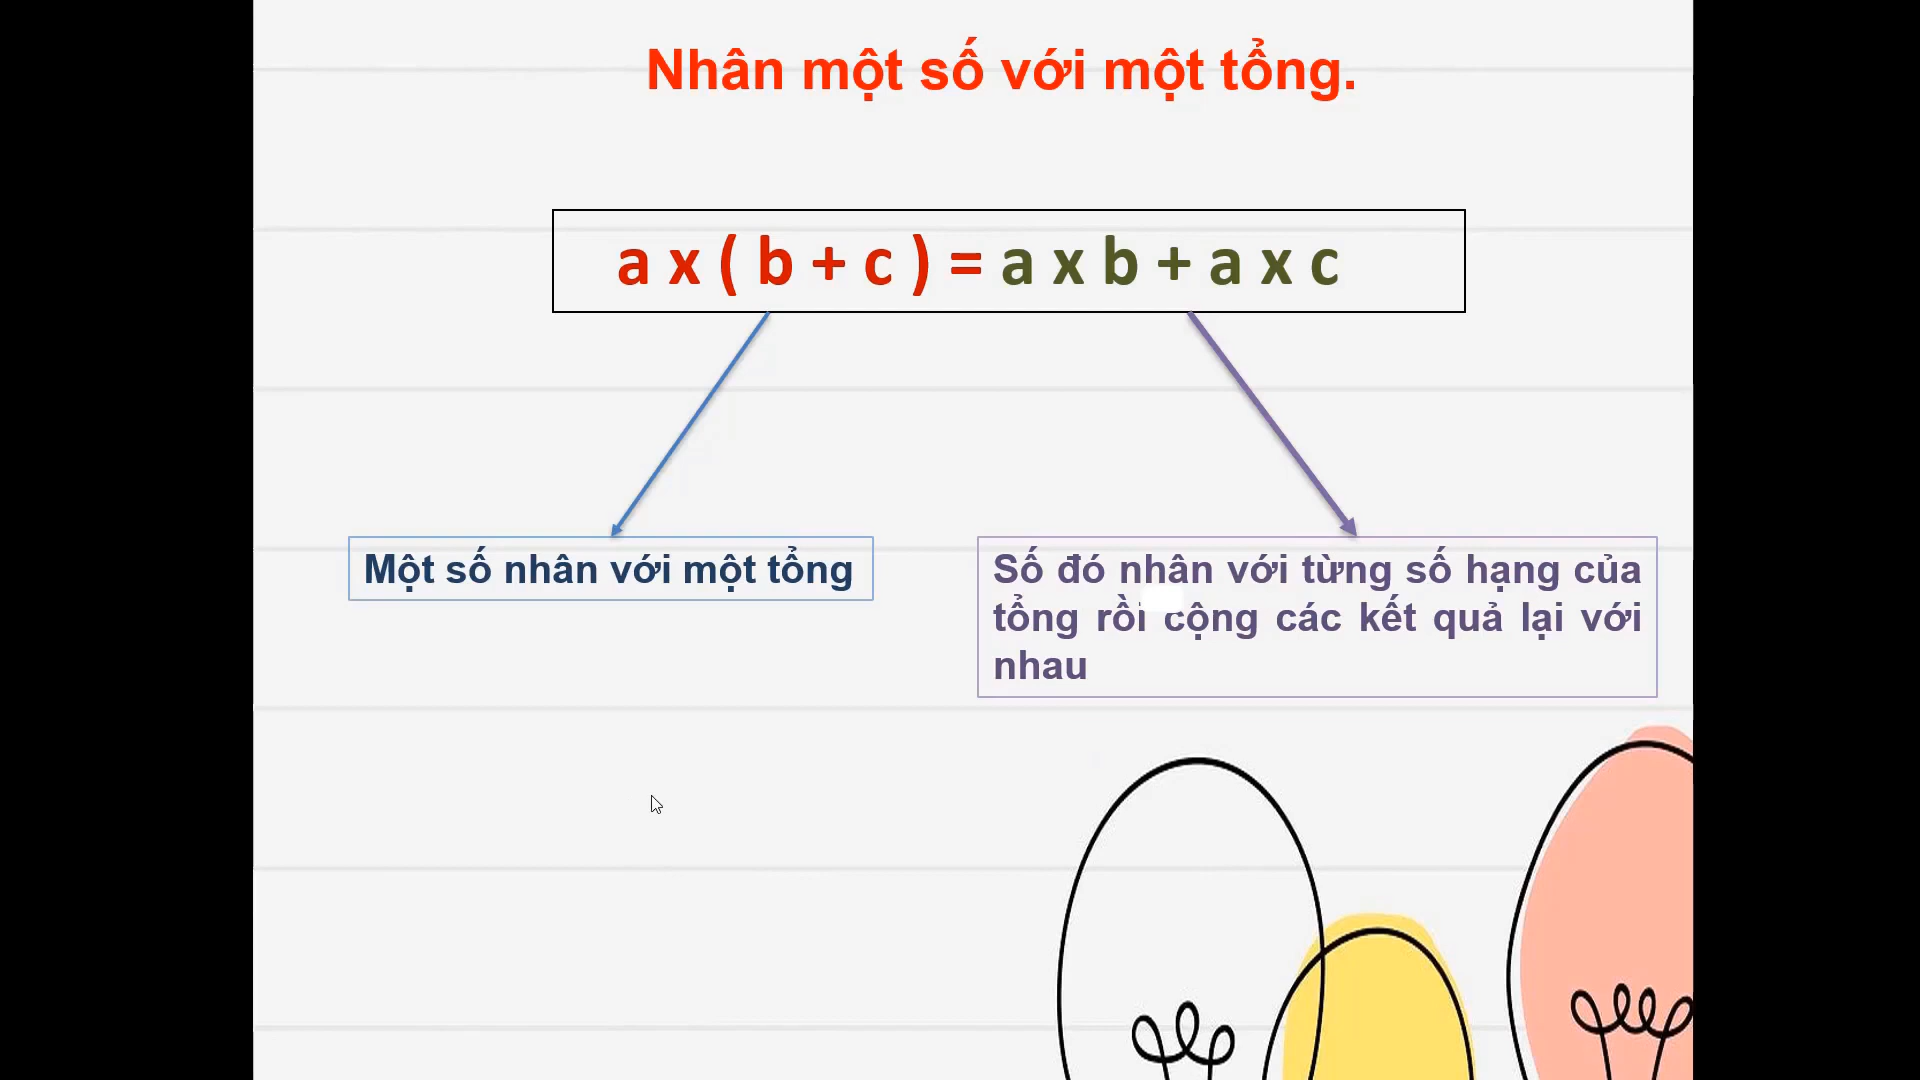 Nhân một số với một tổng.
a x ( b + c ) = a x b + a x c
Một số nhân với một tổng
Số đó nhân với từng số hạng của
tổng rồi cộng các kết quả lại với
nhau